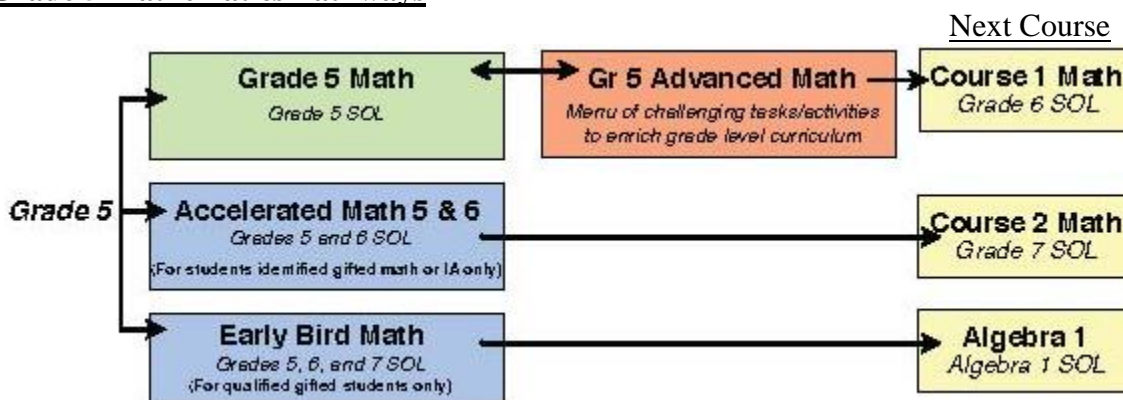 Next Course
Grade 5 Math
Grade 5 SOL
Gr 5 Advanced Math
Menu of challenging tasks/activities
to enrich grade level curriculum
Course 1 Math
Grade 6 SOL
Grade 5
Accelerated Math 5 & 6
Grades 5 and 6 SOL
(For students identified gifted math or IA only)
Course 2 Math
Grade 7 SOL
Early Bird Math
Grades 5, 6, and 7 SOL
(For qualified gifted students only)
Algebra 1
Algebra 1 SOL